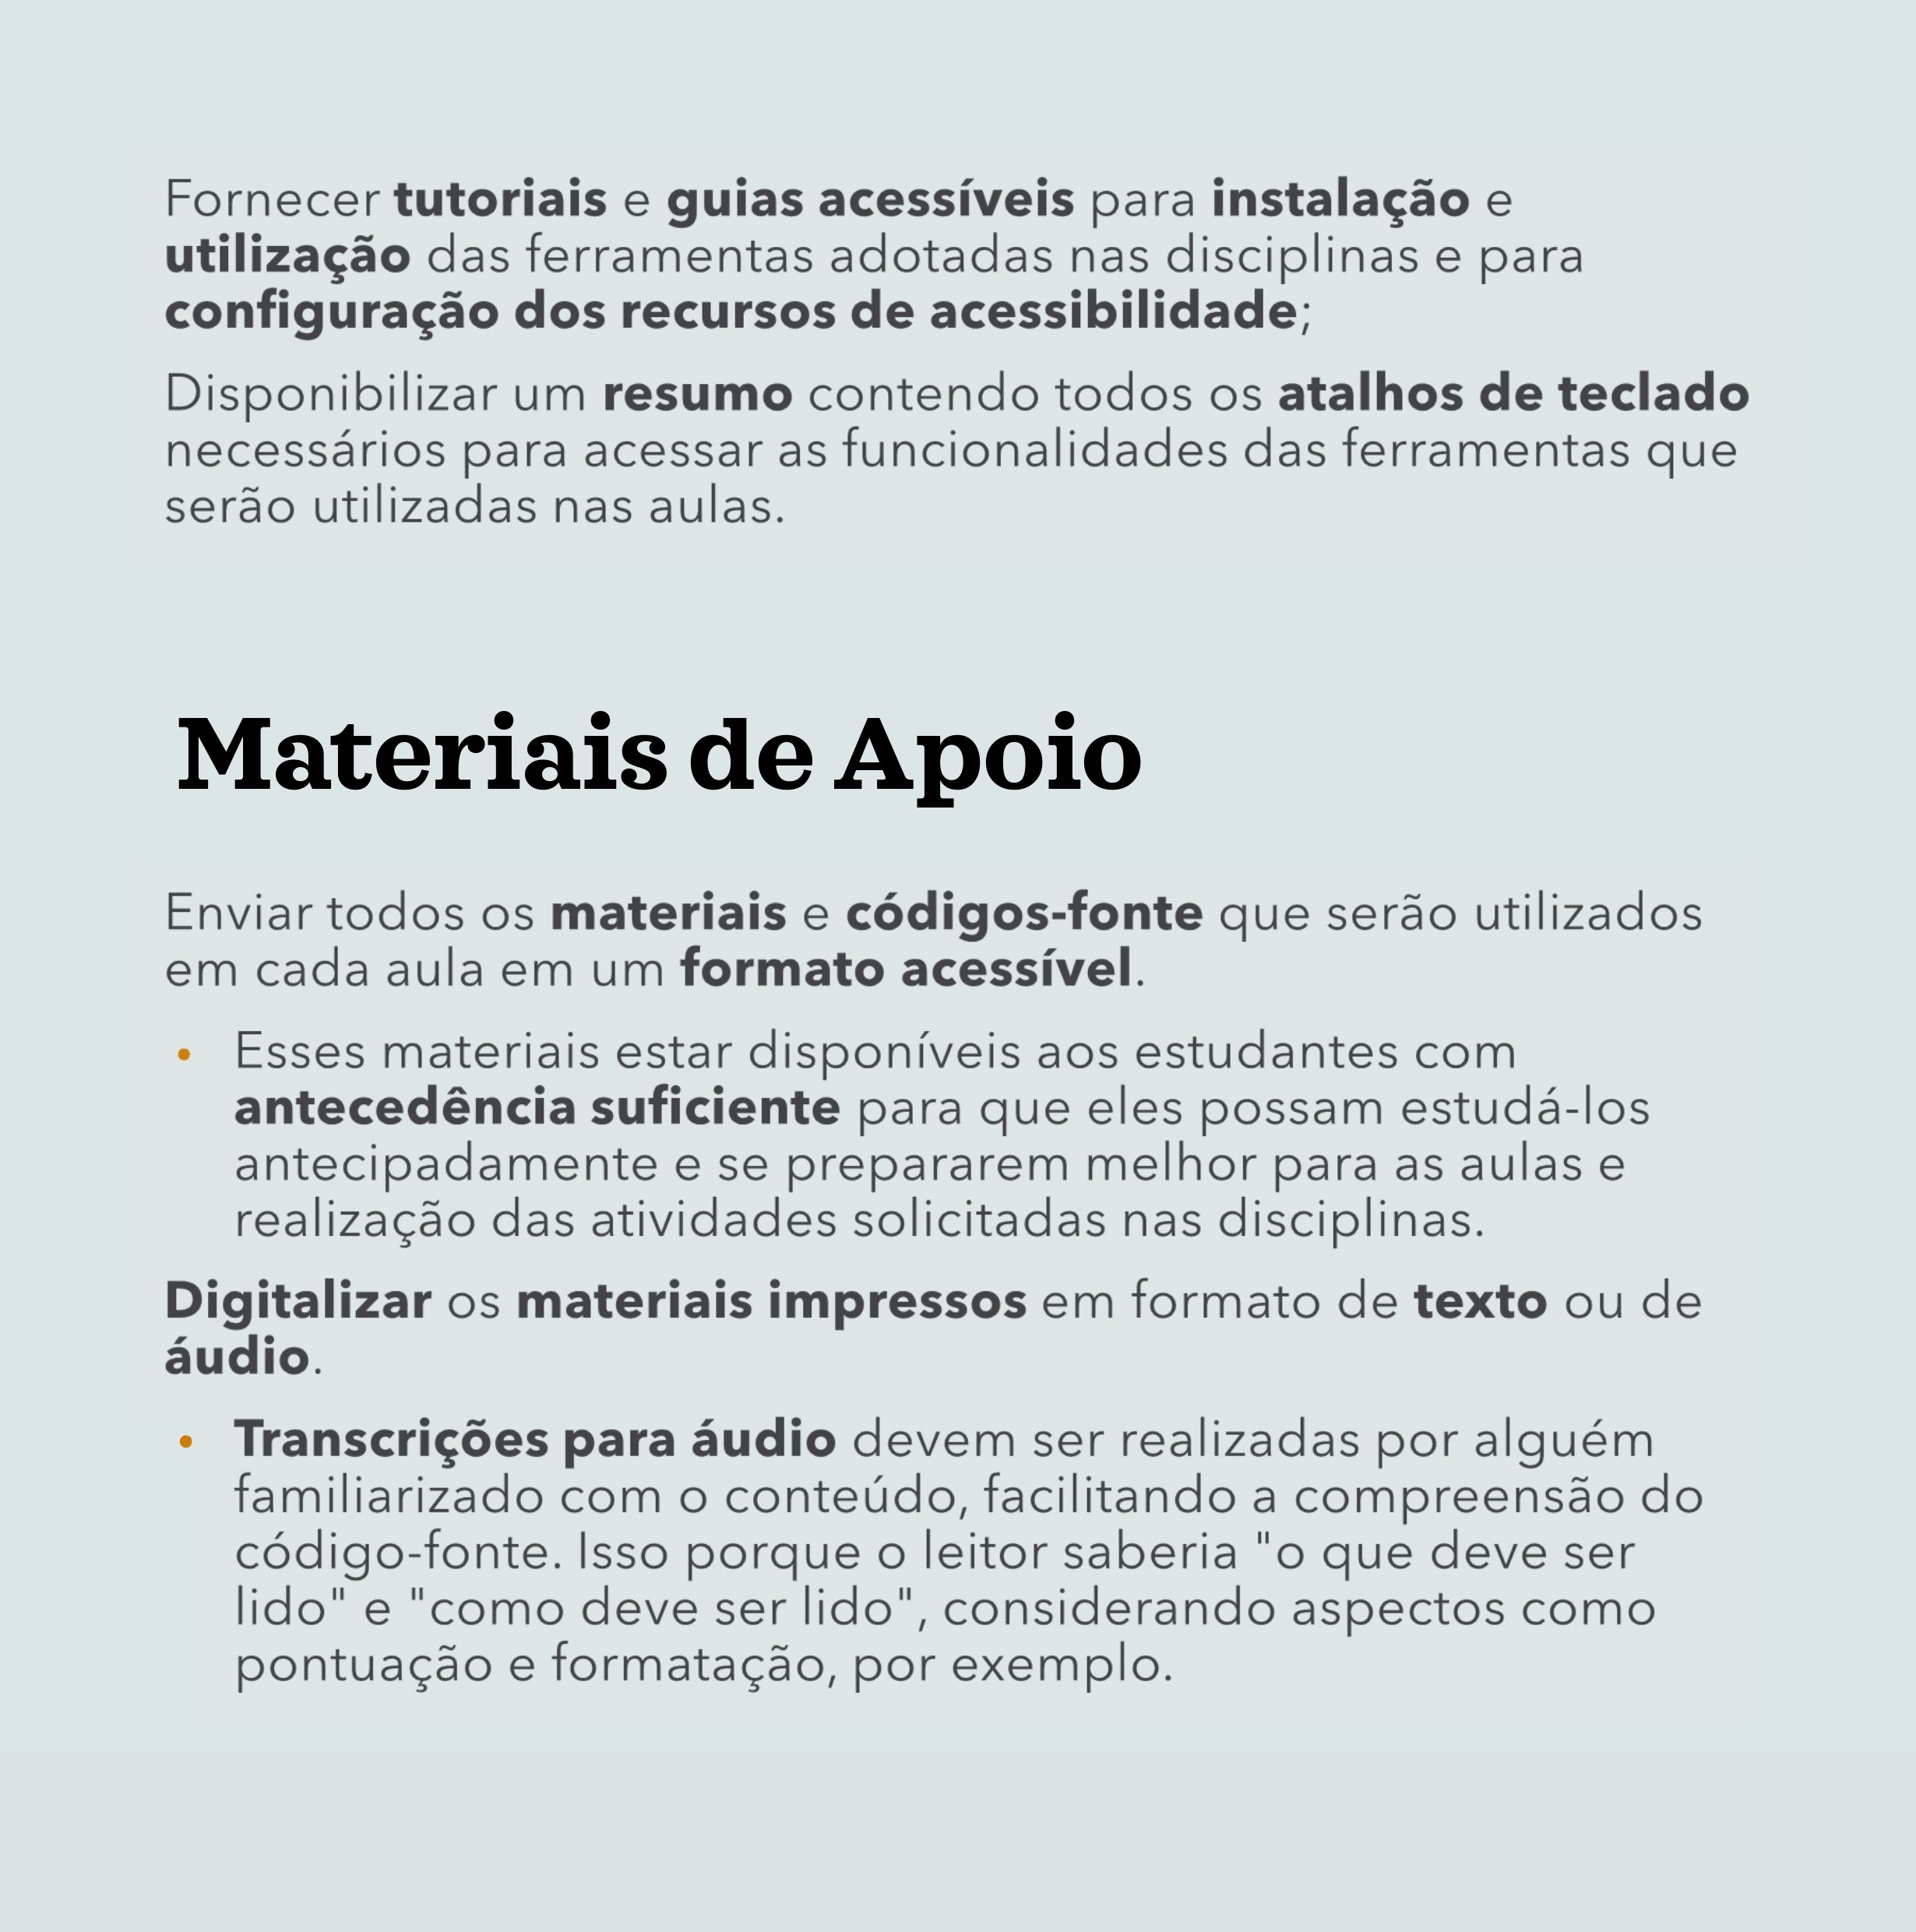 Fornecer tutoriais e guias acessíveis para instalação e
utilização das ferramentas adotadas nas disciplinas e para
configuração dos recursos de acessibilidade;
Disponibilizar um resumo contendo todos os atalhos de teclado
necessários para acessar as funcionalidades das ferramentas que
serão utilizadas nas aulas.
Materiais de Apoio
Enviar todos os materiais e códigos-fonte que serão utilizados
em cada aula em um formato acessível.
• Esses materiais estar disponíveis aos estudantes com
antecedência suficiente para que eles possam estudá-los
antecipadamente e se prepararem melhor para as aulas e
realização das atividades solicitadas nas disciplinas.
Digitalizar os materiais impressos em formato de texto ou de
áudio.
• Transcrições para áudio devem ser realizadas por alguém
familiarizado com o conteúdo, facilitando a compreensão do
código-fonte. Isso porque o leitor saberia "o que deve ser
lido" e "como deve ser lido", considerando aspectos como
pontuação e formatação, por exemplo.